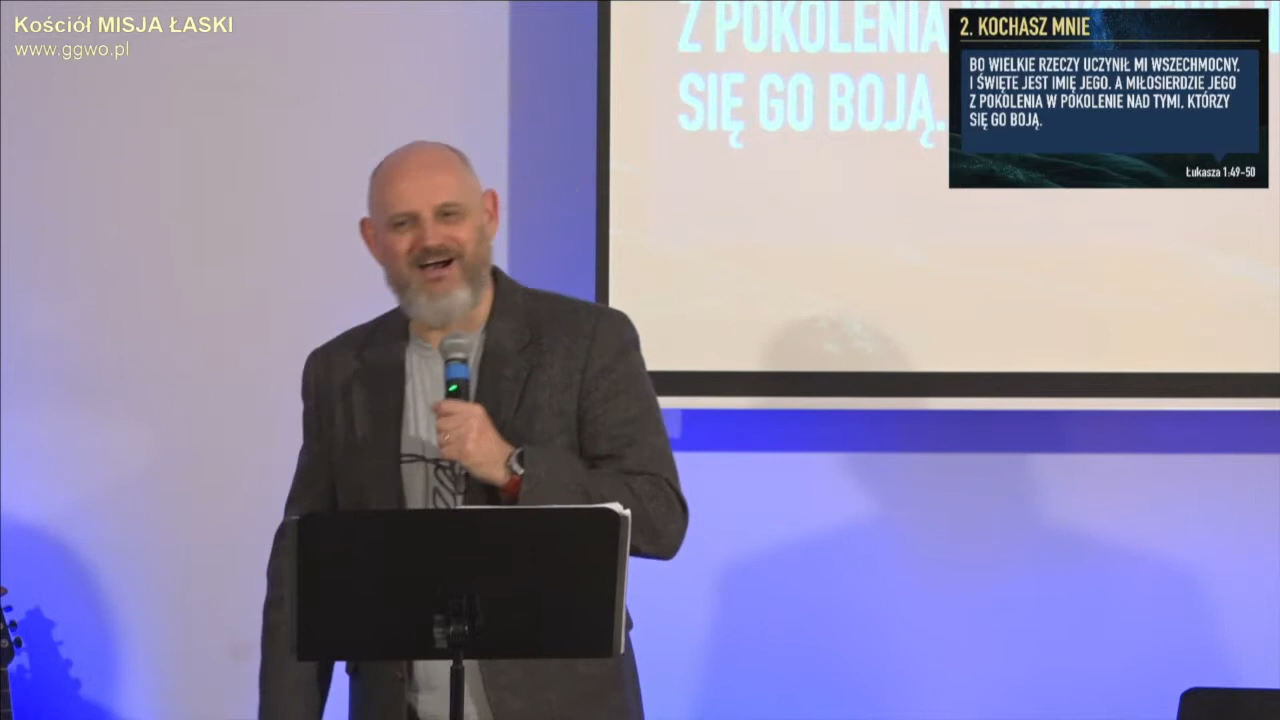 Kościół MISJA ŁASKI
www.ggwo.pl
Z POKOLENIA W POKOLENIE
SIĘ GO BOJĄ.
2. KOCHASZ MNIE
BO WIELKIE RZECZY UCZYNIŁ MI WSZECHMOCNY,
I ŚWIĘTE JEST IMIĘ JEGO. A MIŁOSIERDZIE JEGO
Z POKOLENIA W POKOLENIE NAD TYMI, KTÓRZY
SIĘ GO BOJĄ.
Łukasza 1:49-50